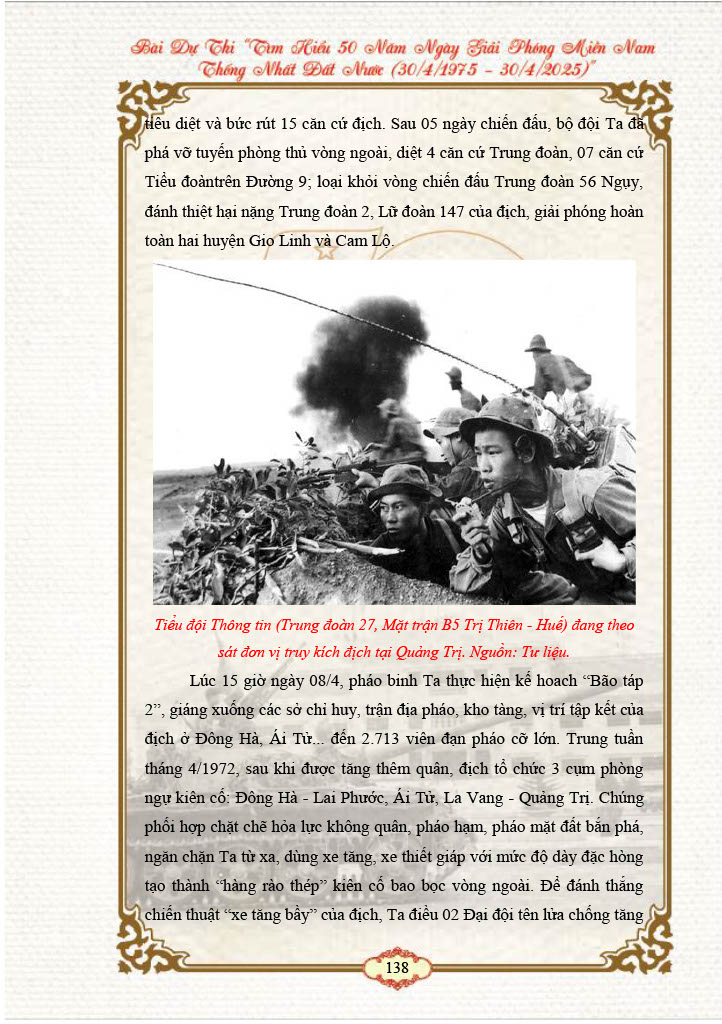 Bài Dự Thi “Tìm Hiểu 50 Năm Ngày Giải Phóng Miền Nam
Thống Nhất Đất Nước (30/4/1975 – 30/4/2025)”
tiêu diệt và bức rút 15 căn cứ địch. Sau 05 ngày chiến đấu, bộ đội Ta đã
phá vỡ tuyến phòng thủ vòng ngoài, diệt 4 căn cứ Trung đoàn, 07 căn cứ
Tiểu đoàntrên Đường 9; loại khỏi vòng chiến đấu Trung đoàn 56 Ngụy,
đánh thiệt hại nặng Trung đoàn 2, Lữ đoàn 147 của địch, giải phóng hoàn
toàn hai huyện Gio Linh và Cam Lộ.
Tiểu đội Thông tin (Trung đoàn 27, Mặt trận B5 Trị Thiên - Huế) đang theo
sát đơn vị truy kích địch tại Quảng Trị. Nguồn: Tư liệu.
Lúc 15 giờ ngày 08/4, pháo binh Ta thực hiện kế hoach “Bão táp
2”, giáng xuống các sở chỉ huy, trận địa pháo, kho tàng, vị trí tập kết của
địch ở Đông Hà, Ái Tử... đến 2.713 viên đạn pháo cỡ lớn. Trung tuần
tháng 4/1972, sau khi được tăng thêm quân, địch tổ chức 3 cụm phòng
ngự kiên cố: Đông Hà - Lai Phước, Ái Tử, La Vang - Quảng Trị. Chúng
phối hợp chặt chẽ hỏa lực không quân, pháo hạm, pháo mặt đất bắn phá,
ngăn chặn Ta từ xa, dùng xe tăng, xe thiết giáp với mức độ dày đặc hòng
tạo thành “hàng rào thép” kiên cố bao bọc vòng ngoài. Để đánh thắng
chiến thuật “xe tăng bầy” của địch, Ta điều 02 Đại đội tên lửa chống tăng
138